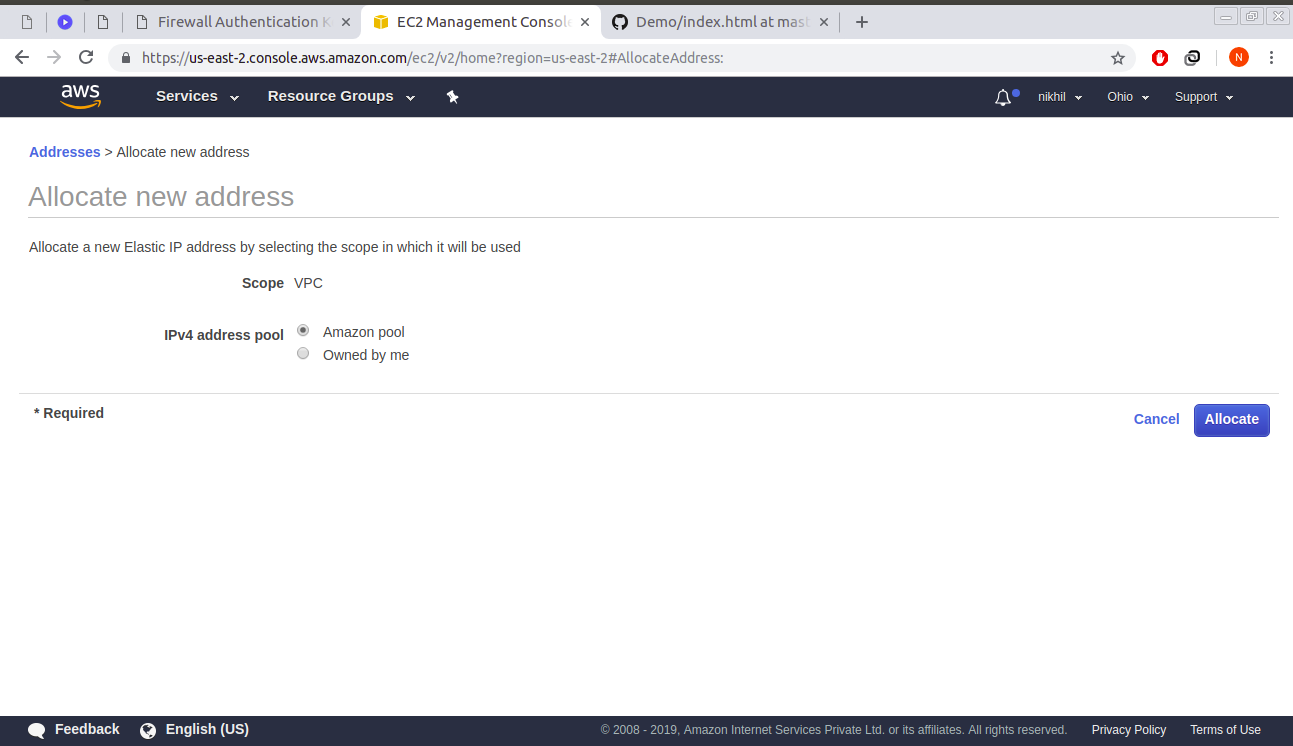 Firewall Authentication K
EC2 Management Console
Demo/index.html at mast
https://us-east-2.console.aws.amazon.com/ec2/v2/home?region=us-east-2#AllocateAddress:
N
aws
Services
Resource Groups
nikhil
Ohio
Support
Addresses > Allocate new address
Allocate new address
Allocate a new Elastic IP address by selecting the scope in which it will be used
Scope VPC
IPv4 address pool
Amazon pool
Owned by me
* Required
Cancel
Allocate
Feedback
English (US)
© 2008 - 2019, Amazon Internet Services Private Ltd. or its affiliates. All rights reserved.
Privacy Policy
Terms of Use